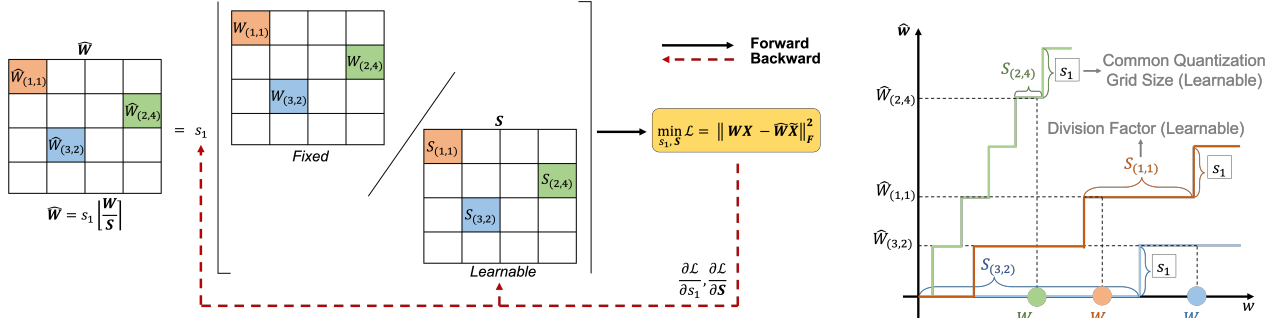 Ŵ
Ŵ(1,1)
Ŵ(2,4)
Ŵ(3,2)
Ŵ = s₁ ⌊W/S⌉
= s₁
W(1,1)
W(2,4)
W(3,2)
Fixed
S
S(1,1)
S(2,4)
S(3,2)
Learnable
Forward
Backward
min s₁, S ℒ = ‖ WX − ŴX̃ ‖²F
∂ℒ/∂s₁, ∂ℒ/∂S
ŵ
Ŵ(2,4)
Ŵ(1,1)
Ŵ(3,2)
S(2,4)
s₁
Common Quantization
Grid Size (Learnable)
Division Factor (Learnable)
S(1,1)
s₁
S(3,2)
s₁
W
W
W
w